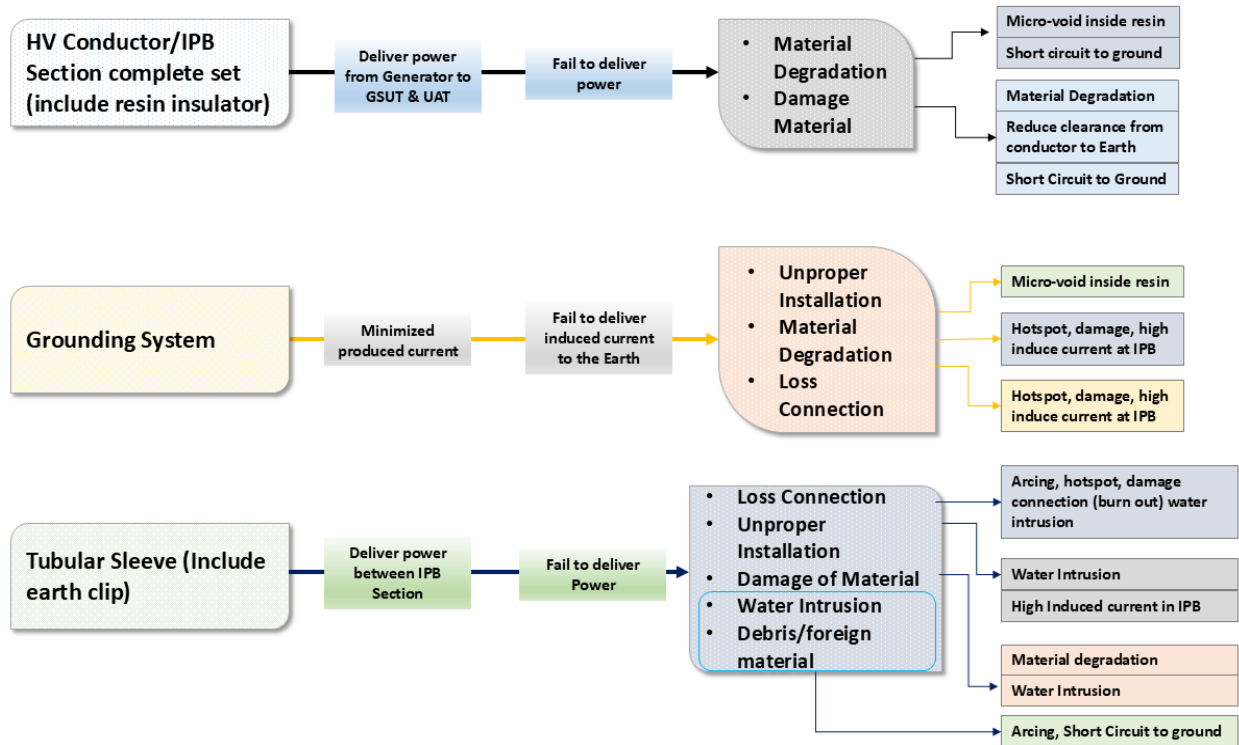 HV Conductor/IPB
Section complete set
(include resin insulator)
Deliver power
from Generator to
GSUT & UAT
Fail to deliver
power
• Material
Degradation
• Damage
Material
Micro-void inside resin
Short circuit to ground
Material Degradation
Reduce clearance from
conductor to Earth
Short Circuit to Ground
Grounding System
Minimized
produced current
Fail to deliver
induced current
to the Earth
• Unproper
Installation
• Material
Degradation
• Loss
Connection
Micro-void inside resin
Hotspot, damage, high
induce current at IPB
Hotspot, damage, high
induce current at IPB
Tubular Sleeve (Include
earth clip)
Deliver power
between IPB
Section
Fail to deliver
Power
• Loss Connection
• Unproper
Installation
• Damage of Material
• Water Intrusion
• Debris/foreign
material
Arcing, hotspot, damage
connection (burn out) water
intrusion
Water Intrusion
High Induced current in IPB
Material degradation
Water Intrusion
Arcing, Short Circuit to ground